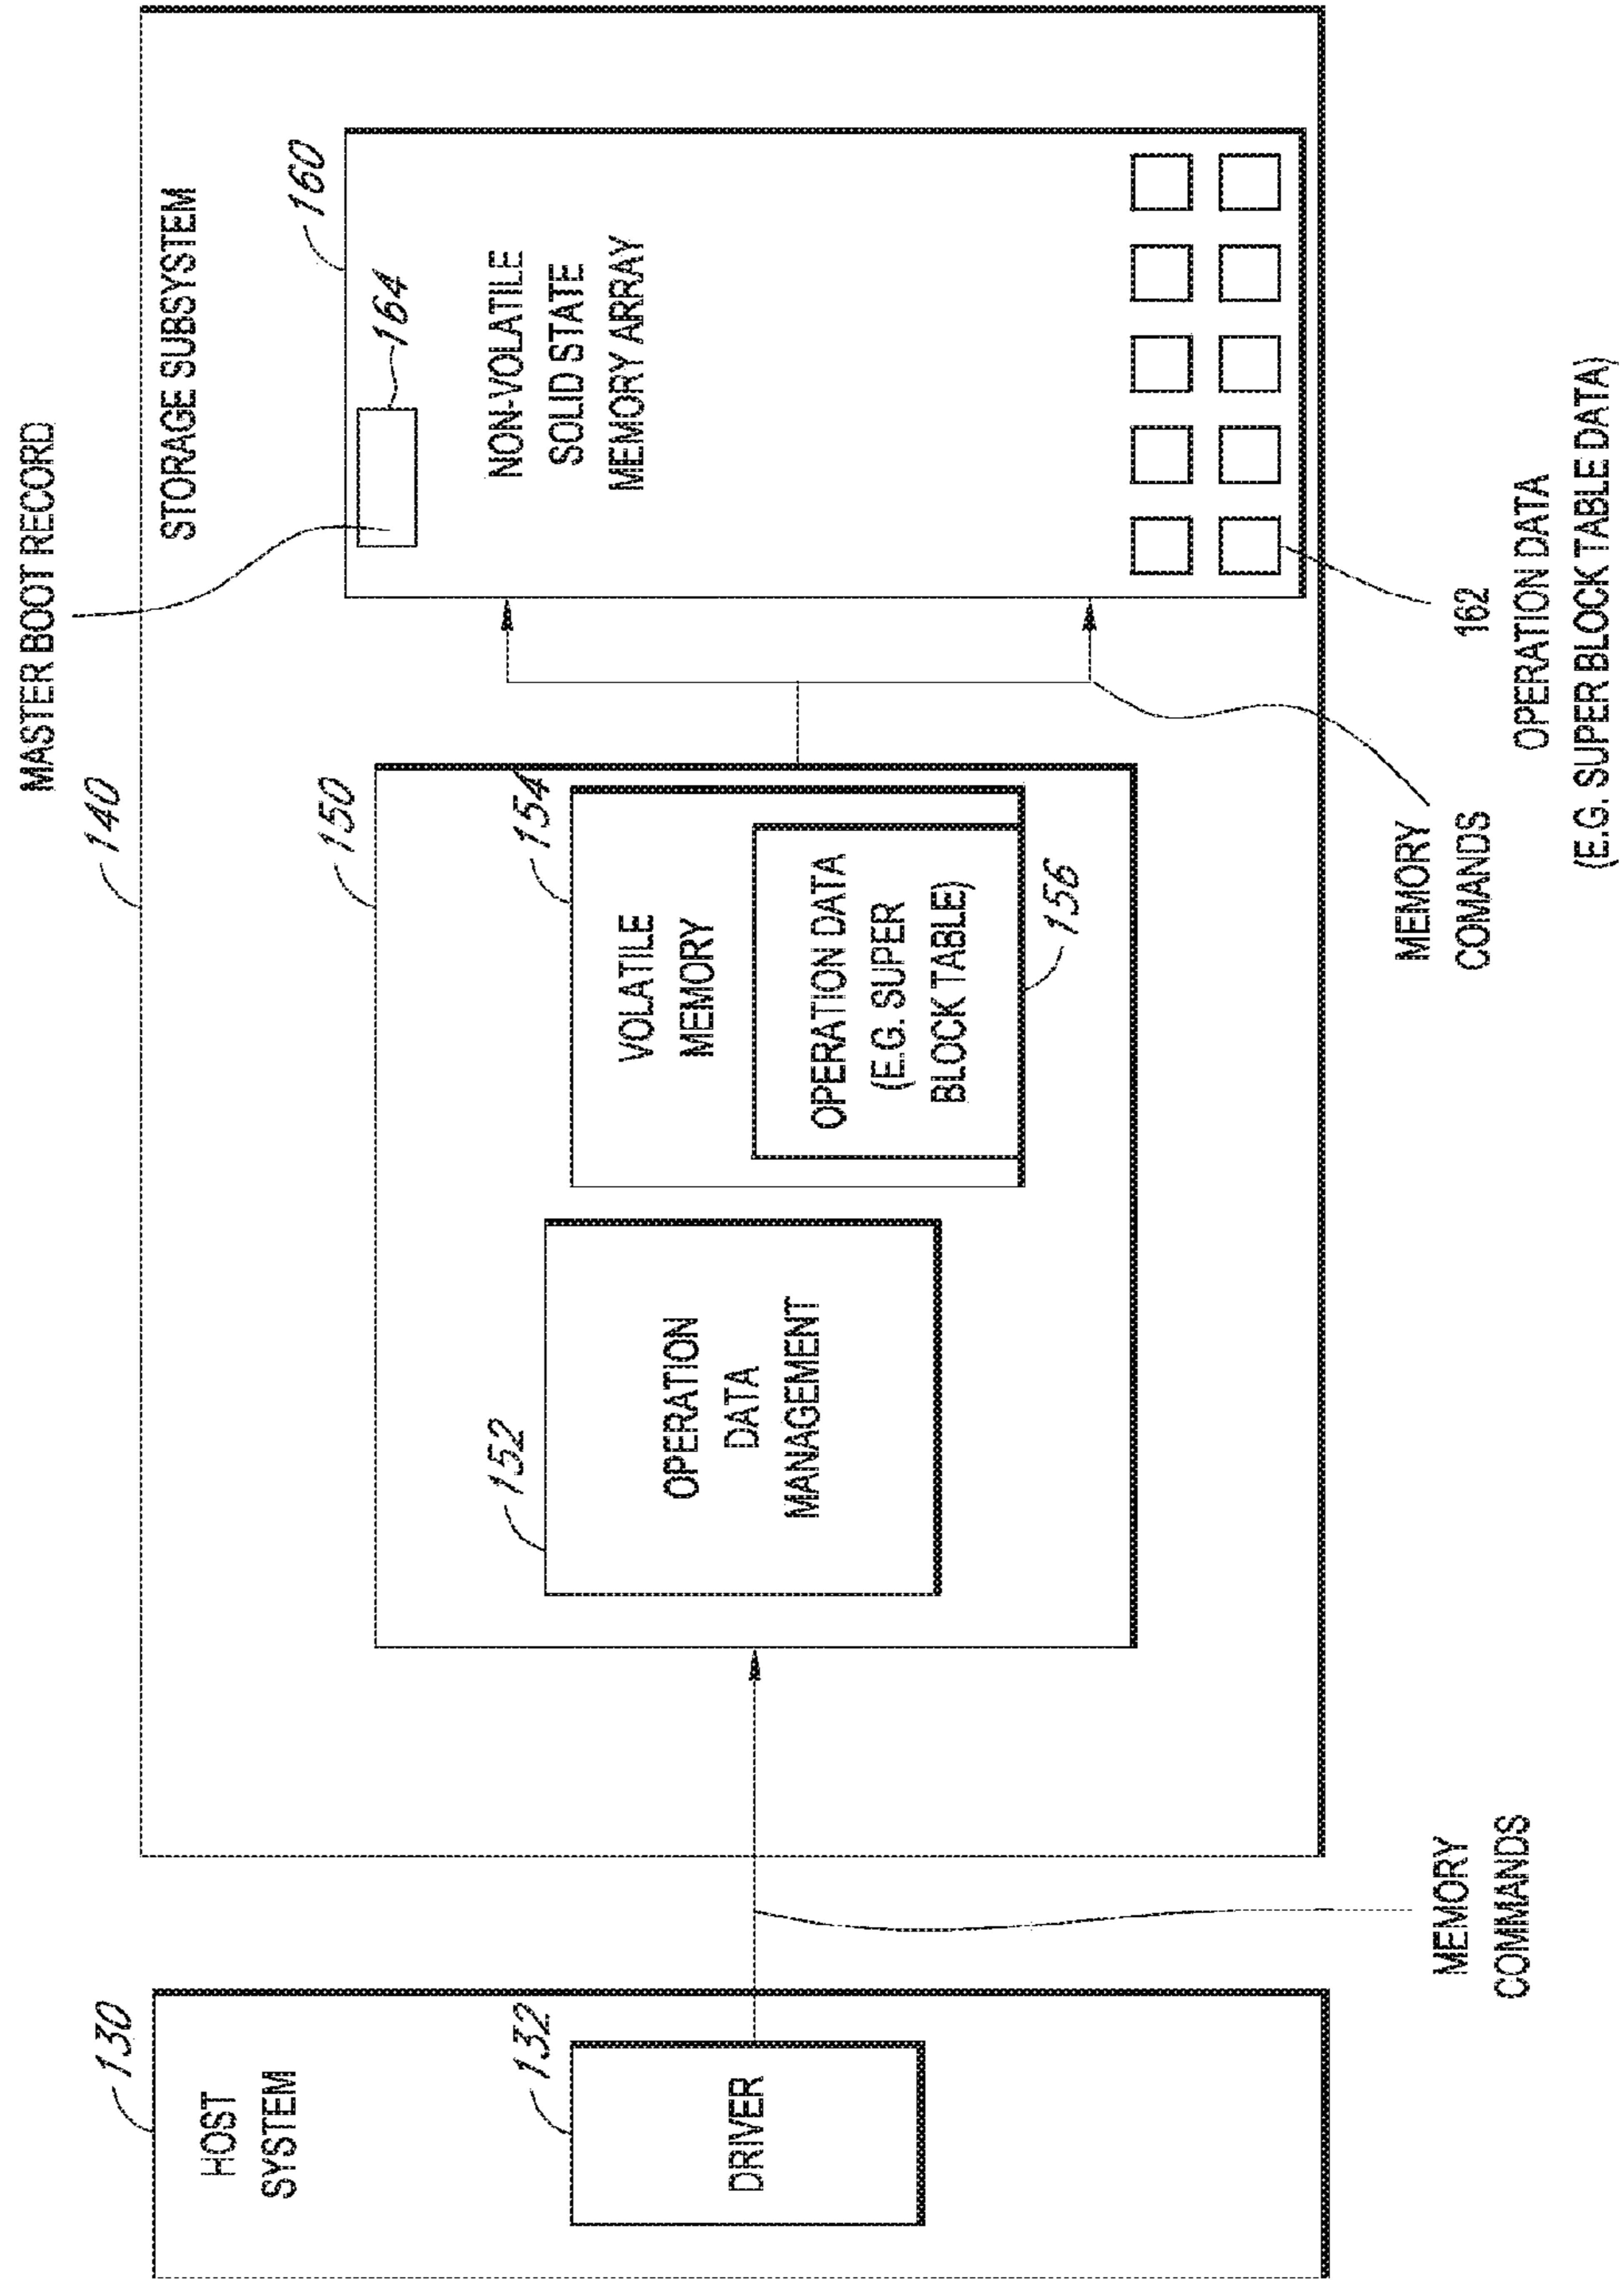 130
HOST
SYSTEM
132
DRIVER
MEMORY
COMMANDS
140
STORAGE SUBSYSTEM
150
152
OPERATION
DATA
MANAGEMENT
154
VOLATILE
MEMORY
OPERATION DATA
(E.G. SUPER
BLOCK TABLE)
156
MEMORY
COMANDS
MASTER BOOT RECORD
160
164
NON-VOLATILE
SOLID STATE
MEMORY ARRAY
162
OPERATION DATA
(E.G. SUPER BLOCK TABLE DATA)